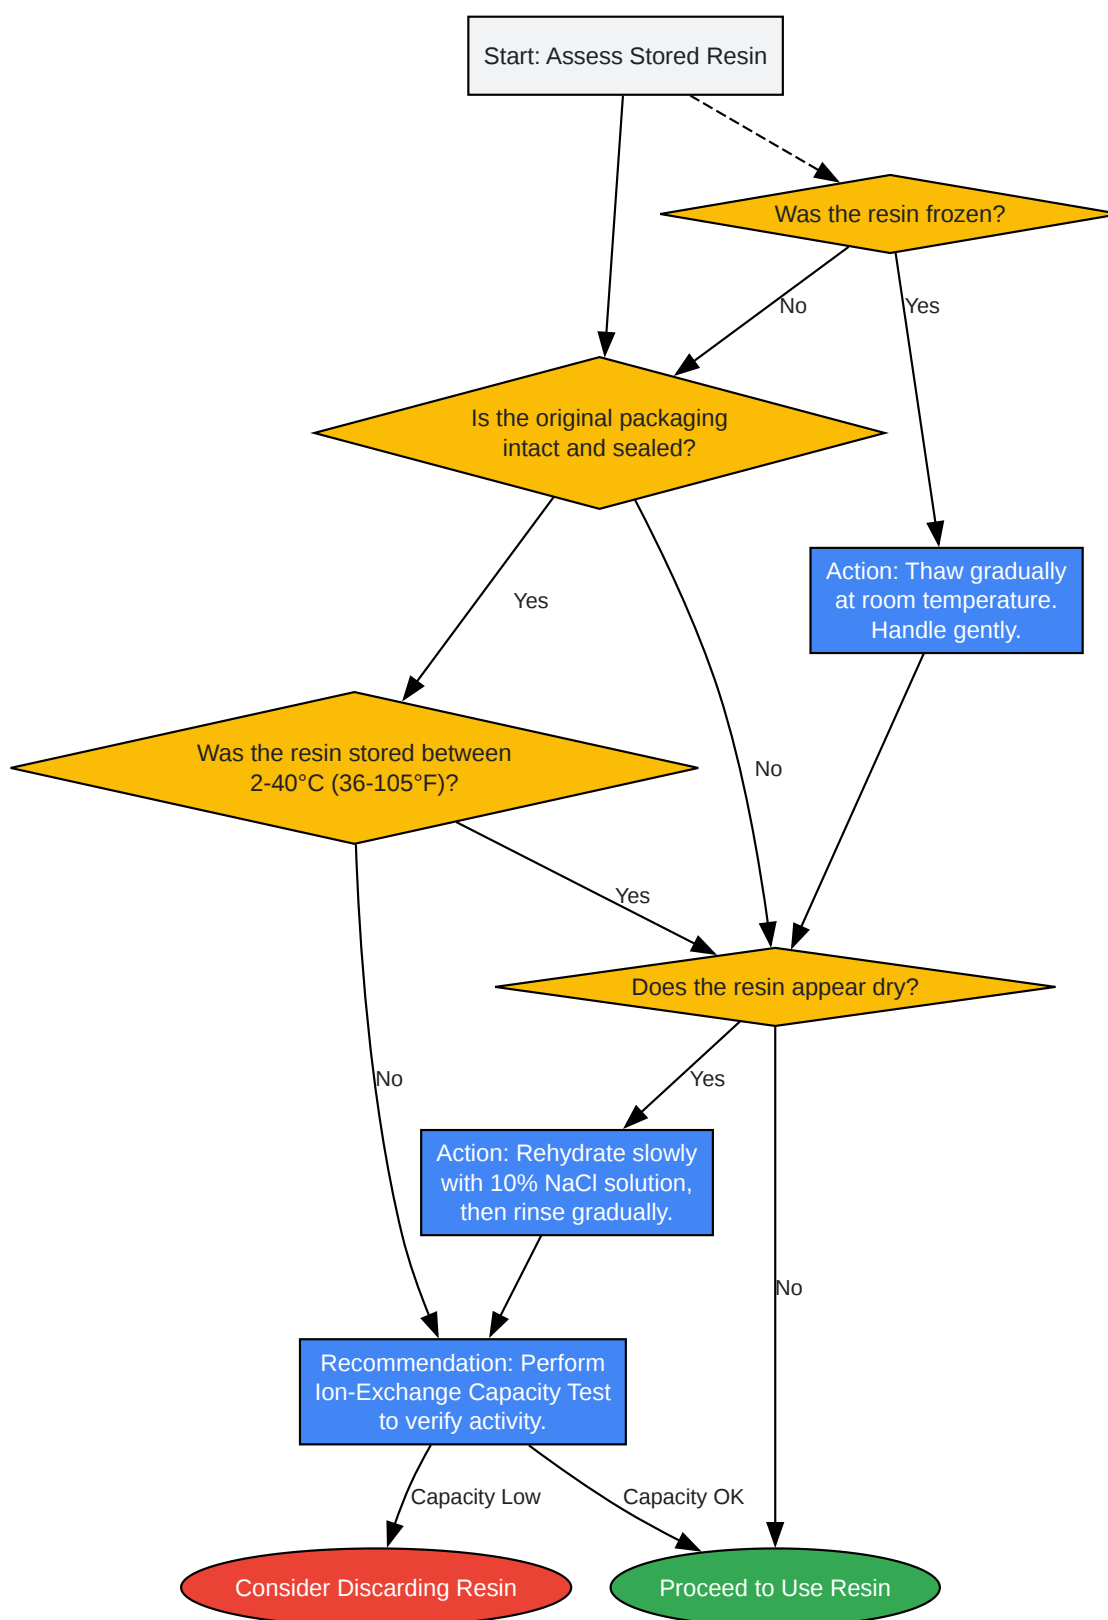 Start: Assess Stored Resin
Was the resin frozen?
No
Yes
Is the original packaging
intact and sealed?
Action: Thaw gradually
at room temperature.
Handle gently.
Yes
No
Was the resin stored between
2-40°C (36-105°F)?
Yes
Does the resin appear dry?
No
Yes
Action: Rehydrate slowly
with 10% NaCl solution,
then rinse gradually.
No
Recommendation: Perform
Ion-Exchange Capacity Test
to verify activity.
Capacity Low
Capacity OK
Consider Discarding Resin
Proceed to Use Resin